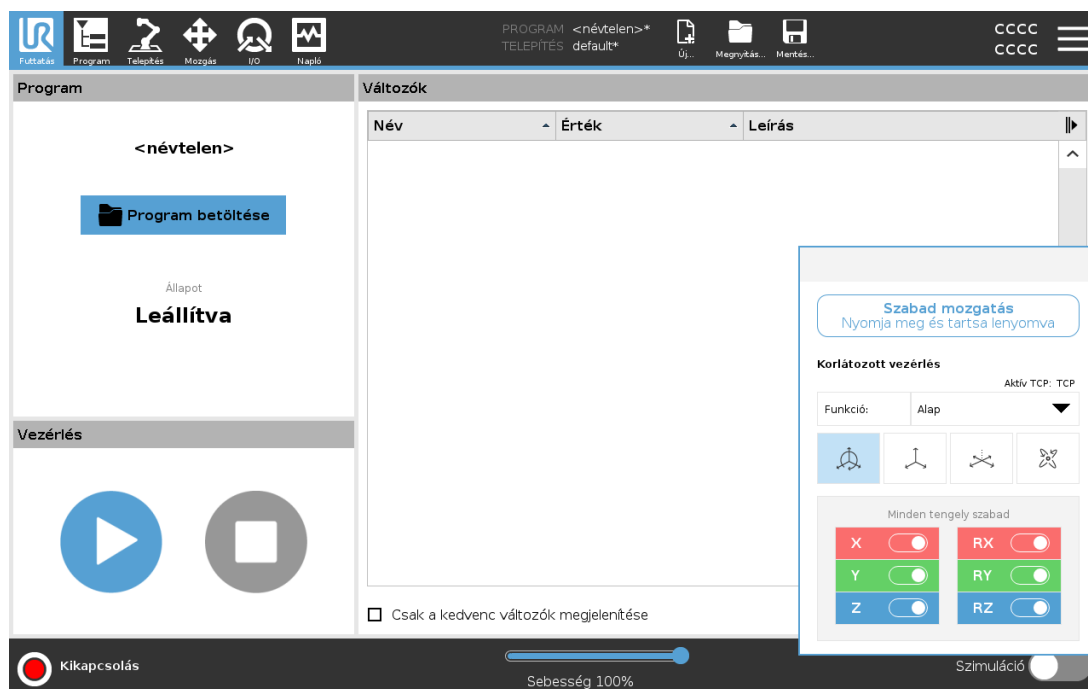 UR
Futtatás
Program
Telepítés
Mozgás
I/O
Napló
PROGRAM <névtelen>*
TELEPÍTÉS default*
Új...
Megnyitás...
Mentés...
CCCC
CCCC
Program
<névtelen>
Program betöltése
Állapot
Leállítva
Vezérlés
Változók
Név
Érték
Leírás
Csak a kedvenc változók megjelenítése
Szabad mozgatás
Nyomja meg és tartsa lenyomva
Korlátozott vezérlés
Aktív TCP: TCP
Funkció: Alap
Minden tengely szabad
X RX
Y RY
Z RZ
Kikapcsolás
Sebesség 100%
Szimuláció